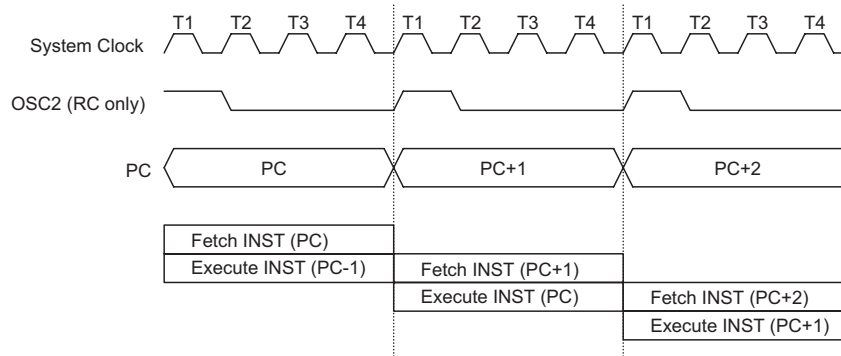 T1 T2 T3 T4 T1 T2 T3 T4 T1 T2 T3 T4
System Clock
OSC2 (RC only)
PC PC PC+1 PC+2
Fetch INST (PC)
Execute INST (PC-1) Fetch INST (PC+1)
Execute INST (PC) Fetch INST (PC+2)
Execute INST (PC+1)